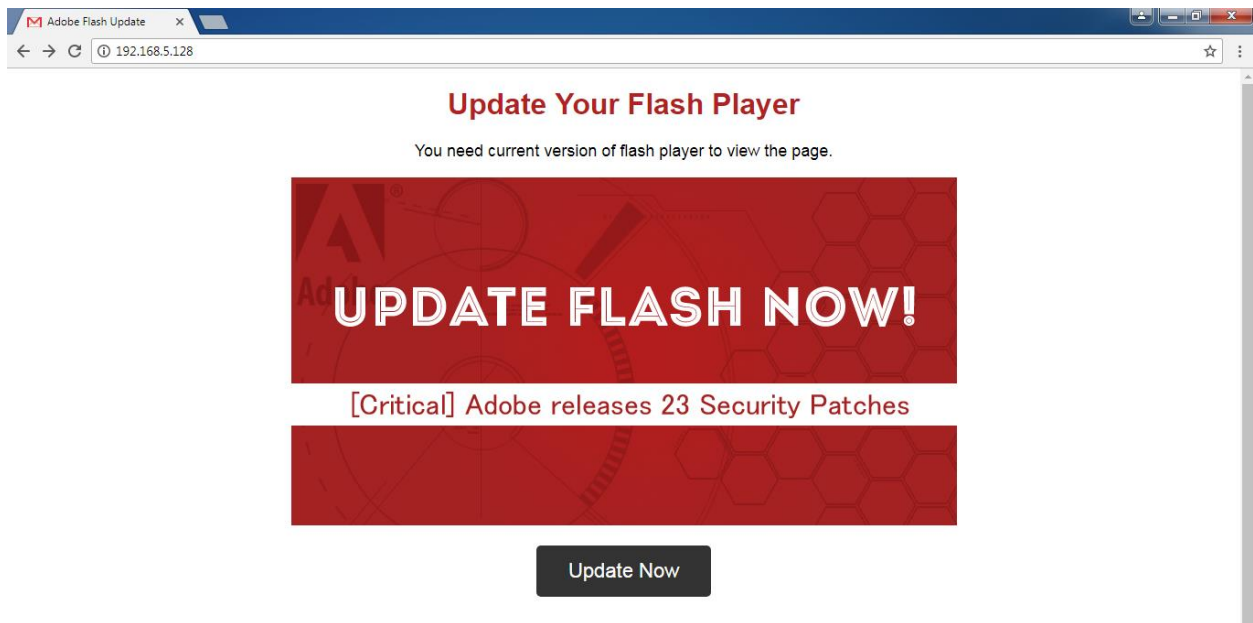 Adobe Flash Update
192.168.5.128
Update Your Flash Player
You need current version of flash player to view the page.
Adobe
UPDATE FLASH NOW!
[Critical] Adobe releases 23 Security Patches
Update Now